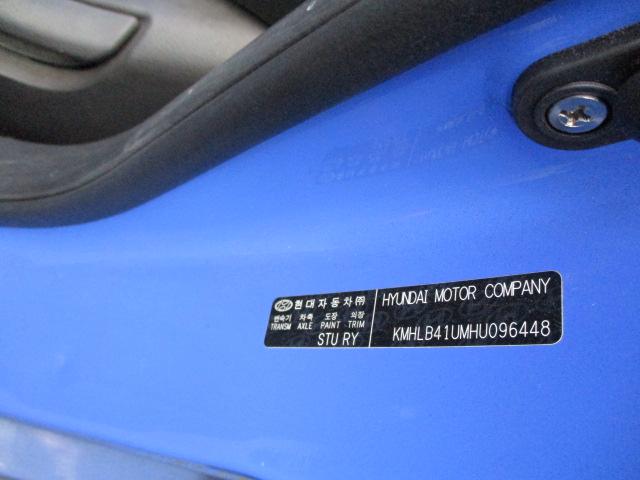 현대자동차㈜
변속기 차축 도장 의장
TRANSM AXLE PAINT TRIM
STU RY
HYUNDAI MOTOR COMPANY
KMHLB41UMHU096448